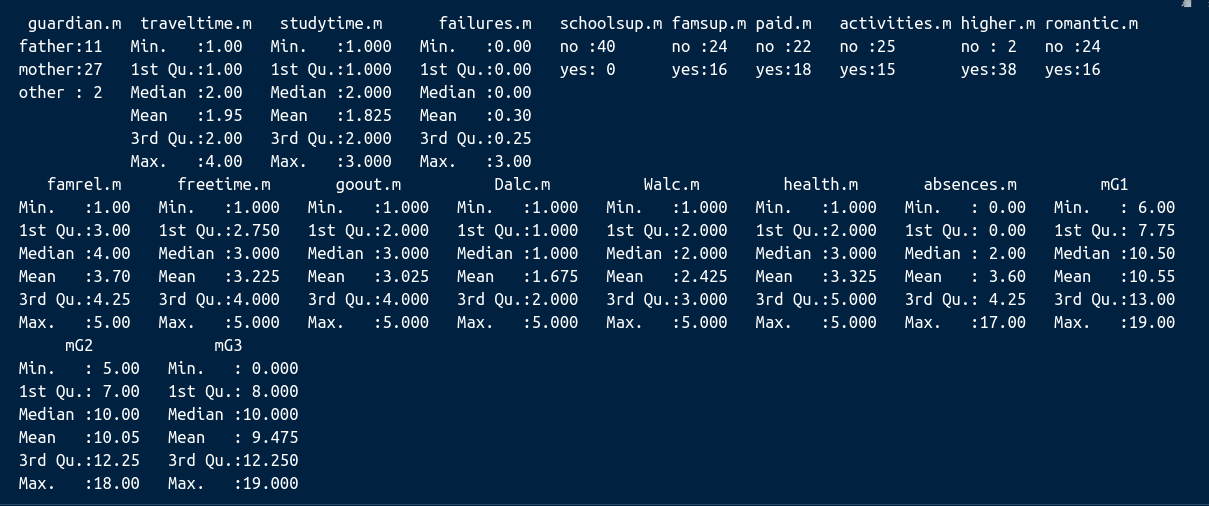 guardian.m  traveltime.m   studytime.m      failures.m   schoolsup.m famsup.m paid.m   activities.m higher.m romantic.m
father:11   Min.   :1.00   Min.   :1.000   Min.   :0.00   no :40      no :24   no :22   no :25       no : 2   no :24
mother:27   1st Qu.:1.00   1st Qu.:1.000   1st Qu.:0.00   yes: 0      yes:16   yes:18   yes:15       yes:38   yes:16
other : 2   Median :2.00   Median :2.000   Median :0.00
Mean   :1.95   Mean   :1.825   Mean   :0.30
3rd Qu.:2.00   3rd Qu.:2.000   3rd Qu.:0.25
Max.   :4.00   Max.   :3.000   Max.   :3.00
famrel.m      freetime.m       goout.m          Dalc.m          Walc.m         health.m       absences.m         mG1
Min.   :1.00   Min.   :1.000   Min.   :1.000   Min.   :1.000   Min.   :1.000   Min.   :1.000   Min.   : 0.00   Min.   : 6.00
1st Qu.:3.00   1st Qu.:2.750   1st Qu.:2.000   1st Qu.:1.000   1st Qu.:2.000   1st Qu.:2.000   1st Qu.: 0.00   1st Qu.: 7.75
Median :4.00   Median :3.000   Median :3.000   Median :1.000   Median :2.000   Median :3.000   Median : 2.00   Median :10.50
Mean   :3.70   Mean   :3.225   Mean   :3.025   Mean   :1.675   Mean   :2.425   Mean   :3.325   Mean   : 3.60   Mean   :10.55
3rd Qu.:4.25   3rd Qu.:4.000   3rd Qu.:4.000   3rd Qu.:2.000   3rd Qu.:3.000   3rd Qu.:5.000   3rd Qu.: 4.25   3rd Qu.:13.00
Max.   :5.00   Max.   :5.000   Max.   :5.000   Max.   :5.000   Max.   :5.000   Max.   :5.000   Max.   :17.00   Max.   :19.00
mG2             mG3
Min.   : 5.00   Min.   : 0.000
1st Qu.: 7.00   1st Qu.: 8.000
Median :10.00   Median :10.000
Mean   :10.05   Mean   : 9.475
3rd Qu.:12.25   3rd Qu.:12.250
Max.   :18.00   Max.   :19.000